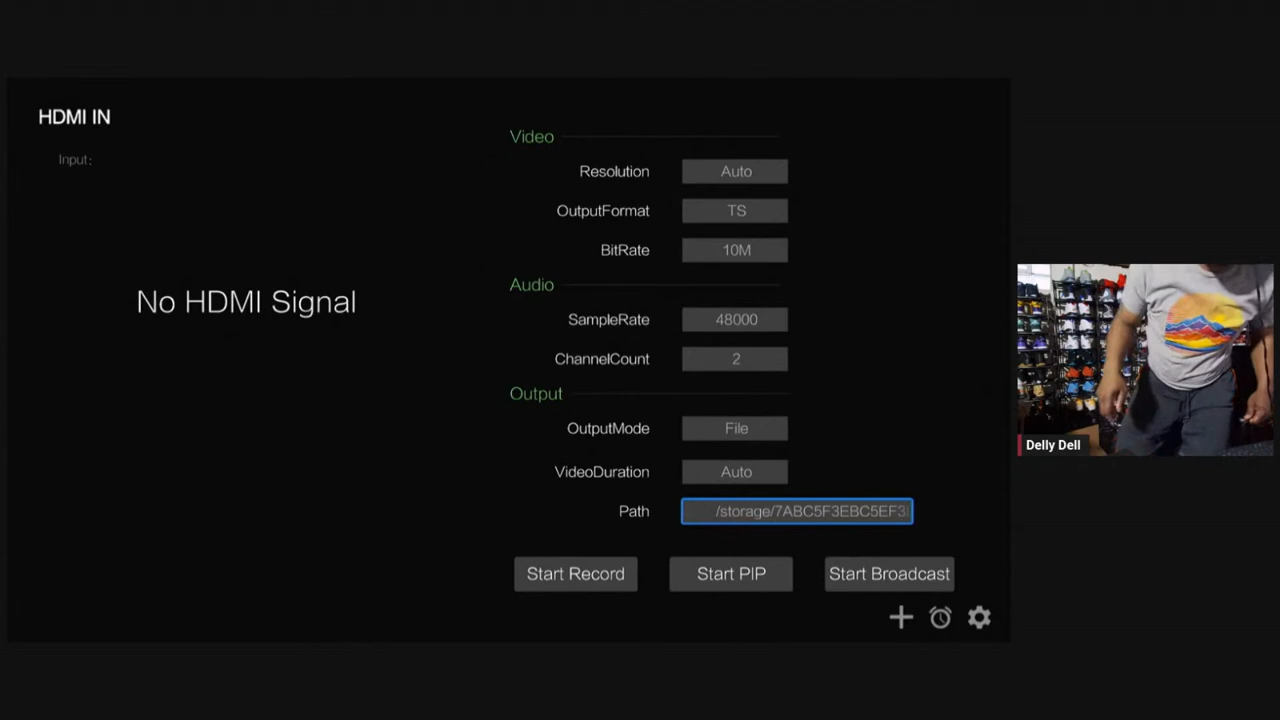 HDMI IN
Input:
No HDMI Signal
Video
Resolution Auto
OutputFormat TS
BitRate 10M
Audio
SampleRate 48000
ChannelCount 2
Output
OutputMode File
VideoDuration Auto
Path /storage/7ABC5F3EBC5EF3
Start Record Start PIP Start Broadcast
Delly Dell